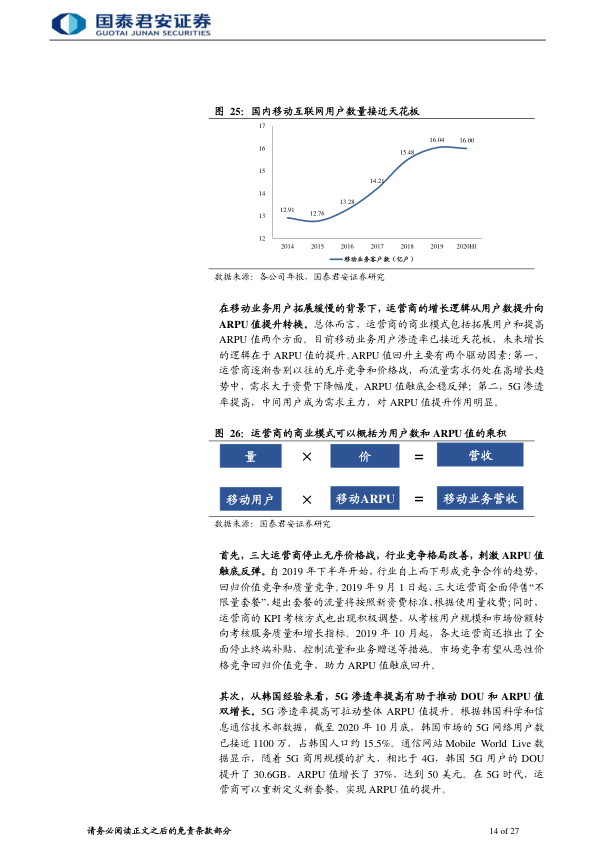 国泰君安证券
GUOTAI JUNAN SECURITIES
图 25：国内移动互联网用户数量接近天花板
17
16
15
14
13
12
12.91
12.76
13.28
14.21
15.48
16.04
16.00
2014 2015 2016 2017 2018 2019 2020H1
移动业务客户数（亿户）
数据来源：各公司年报，国泰君安证券研究
在移动业务用户拓展缓慢的背景下，运营商的增长逻辑从用户数提升向
ARPU 值提升转换。总体而言，运营商的商业模式包括拓展用户和提高
ARPU 值两个方面。目前移动业务用户渗透率已接近天花板，未来增长
的逻辑在于 ARPU 值的提升。ARPU 值回升主要有两个驱动因素：第一，
运营商逐渐告别以往的无序竞争和价格战，而流量需求仍处在高增长趋
势中，需求大于资费下降幅度，ARPU 值触底企稳反弹；第二，5G 渗透
率提高，中间用户成为需求主力，对 ARPU 值提升作用明显。
图 26：运营商的商业模式可以概括为用户数和 ARPU 值的乘积
量 × 价 = 营收
移动用户 × 移动ARPU = 移动业务营收
数据来源：国泰君安证券研究
首先，三大运营商停止无序价格战，行业竞争格局改善，刺激 ARPU 值
触底反弹。自 2019 年下半年开始，行业自上而下形成竞争合作的趋势，
回归价值竞争和质量竞争。2019 年 9 月 1 日起，三大运营商全面停售“不
限量套餐”，超出套餐的流量将按照新资费标准，根据使用量收费；同时，
运营商的 KPI 考核方式也出现积极调整，从考核用户规模和市场份额转
向考核服务质量和增长指标。2019 年 10 月起，各大运营商还推出了全
面停止终端补贴，控制流量和业务赠送等措施。市场竞争有望从恶性价
格竞争回归价值竞争，助力 ARPU 值触底回升。
其次，从韩国经验来看，5G 渗透率提高有助于推动 DOU 和 ARPU 值
双增长。5G 渗透率提高可拉动整体 ARPU 值提升。根据韩国科学和信
息通信技术部数据，截至 2020 年 10 月底，韩国市场的 5G 网络用户数
已接近 1100 万，占韩国人口约 15.5%。通信网站 Mobile World Live 数
据显示，随着 5G 商用规模的扩大，相比于 4G，韩国 5G 用户的 DOU
提升了 30.6GB，ARPU 值增长了 37%，达到 50 美元。在 5G 时代，运
营商可以重新定义新套餐，实现 ARPU 值的提升。
请务必阅读正文之后的免责条款部分
14 of 27